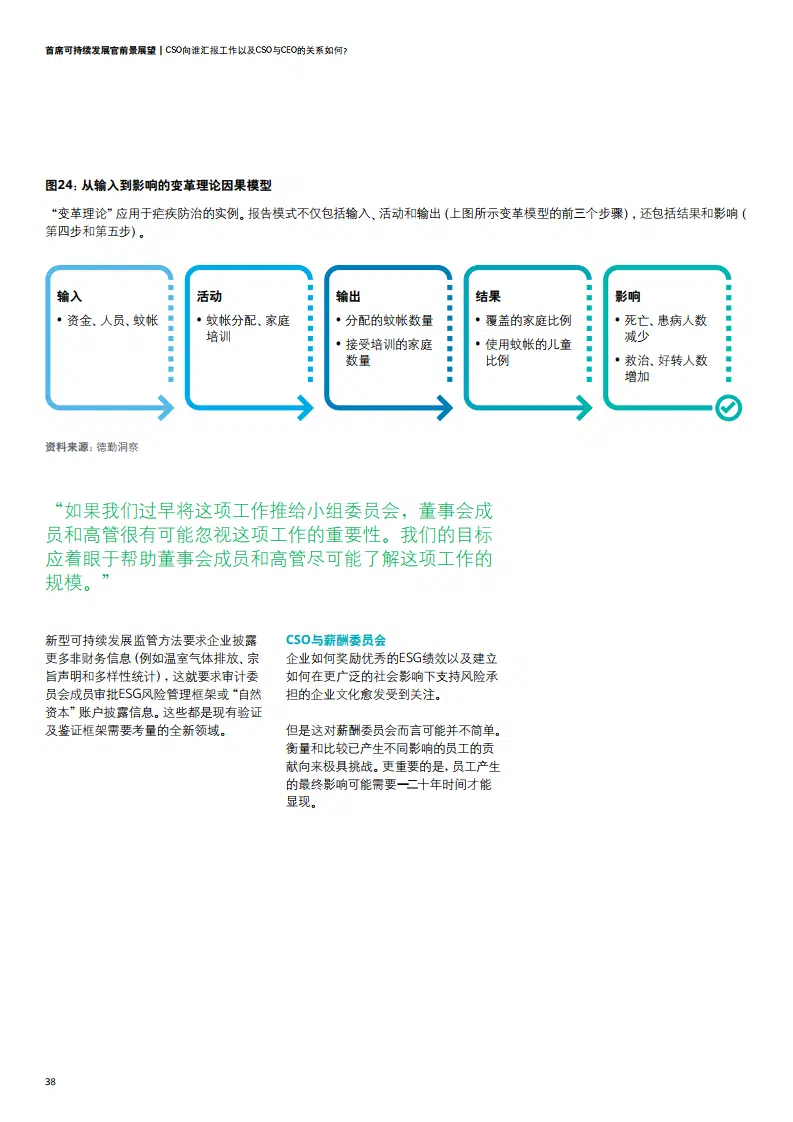 首席可持续发展官前景展望 | CSO向谁汇报工作以及CSO与CEO的关系如何?
图24：从输入到影响的变革理论因果模型
“变革理论”应用于疟疾防治的实例。报告模式不仅包括输入、活动和输出（上图所示变革模型的前三个步骤），还包括结果和影响（
第四步和第五步）。
输入
• 资金、人员、蚊帐
活动
• 蚊帐分配、家庭
培训
输出
• 分配的蚊帐数量
• 接受培训的家庭
数量
结果
• 覆盖的家庭比例
• 使用蚊帐的儿童
比例
影响
• 死亡、患病人数
减少
• 救治、好转人数
增加
资料来源：德勤洞察
“如果我们过早将这项工作推给小组委员会，董事会成
员和高管很有可能忽视这项工作的重要性。我们的目标
应着眼于帮助董事会成员和高管尽可能了解这项工作的
规模。”
新型可持续发展监管方法要求企业披露
更多非财务信息（例如温室气体排放、宗
旨声明和多样性统计），这就要求审计委
员会成员审批ESG风险管理框架或“自然
资本”账户披露信息。这些都是现有验证
及鉴证框架需要考量的全新领域。
CSO与薪酬委员会
企业如何奖励优秀的ESG绩效以及建立
如何在更广泛的社会影响下支持风险承
担的企业文化愈发受到关注。
但是这对薪酬委员会而言可能并不简单。
衡量和比较已产生不同影响的员工的贡
献向来极具挑战。更重要的是，员工产生
的最终影响可能需要一二十年时间才能
显现。
38